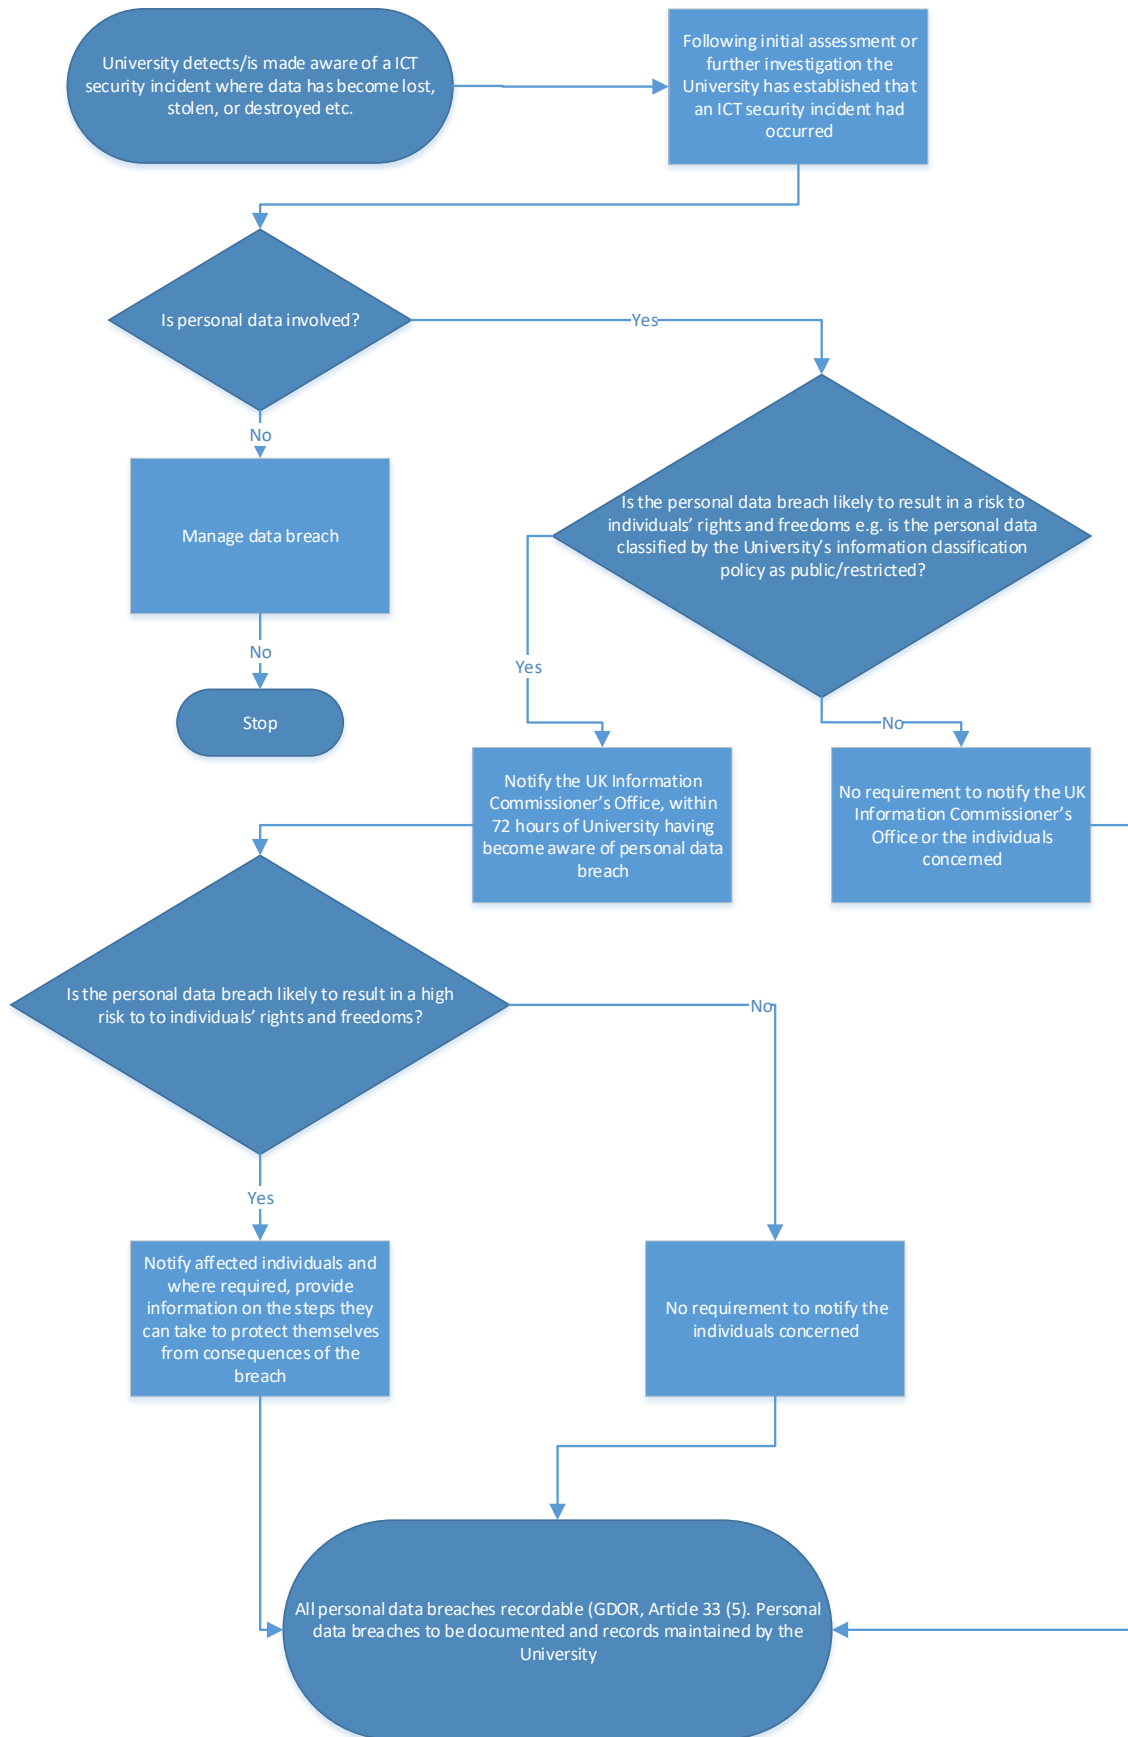 University detects/is made aware of a ICT
security incident where data has become lost,
stolen, or destroyed etc.
Following initial assessment or
further investigation the
University has established that
an ICT security incident had
occurred
Is personal data involved?
Yes
No
Manage data breach
Is the personal data breach likely to result in a risk to
individuals’ rights and freedoms e.g. is the personal data
classified by the University’s information classification
policy as public/restricted?
No
Yes
Stop
No
Notify the UK Information
Commissioner’s Office, within
72 hours of University having
become aware of personal data
breach
No requirement to notify the UK
Information Commissioner’s
Office or the individuals
concerned
Is the personal data breach likely to result in a high
risk to to individuals’ rights and freedoms?
No
Yes
Notify affected individuals and
where required, provide
information on the steps they
can take to protect themselves
from consequences of the
breach
No requirement to notify the
individuals concerned
All personal data breaches recordable (GDOR, Article 33 (5). Personal
data breaches to be documented and records maintained by the
University